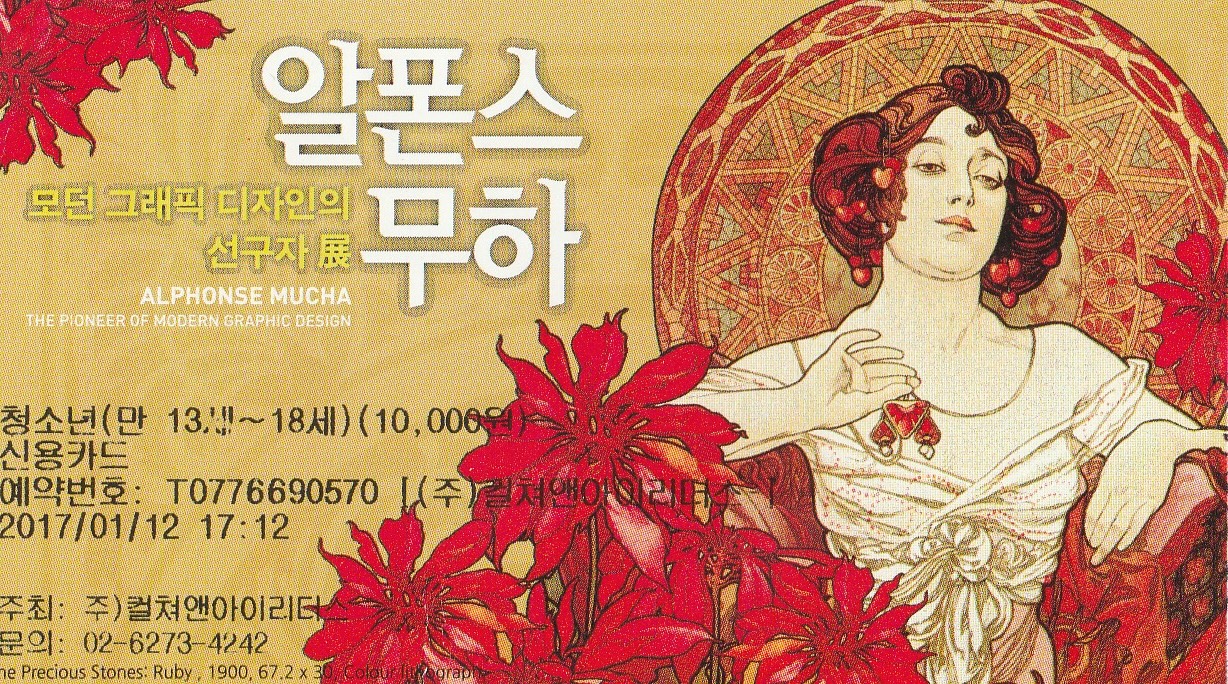 알폰스
무하
모던 그래픽 디자인의
선구자 展
ALPHONSE MUCHA
THE PIONEER OF MODERN GRAPHIC DESIGN
청소년(만 ~18세)(10,000원)
신용카드
예약번호: T0776690570 [(주)컬쳐앤아이리더스 ]
2017/01/12 17:12
주최: 주)컬쳐앤아이리더스
문의: 02-6273-4242
ne Precious Stones: Ruby , 1900, 67.2 x 30, Colour lithograph